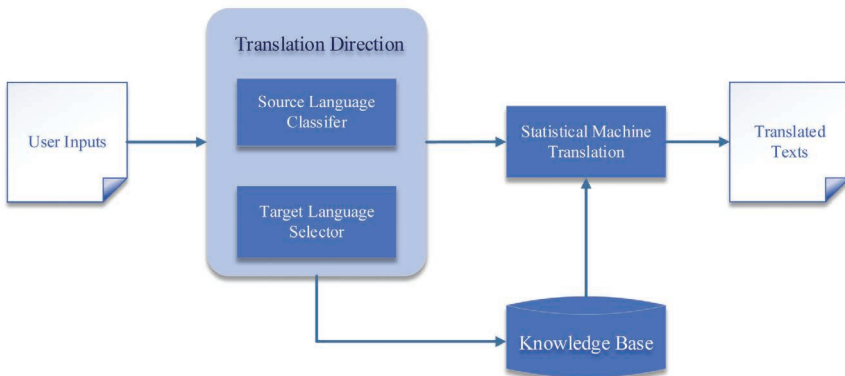 Translation Direction
User Inputs
Source Language
Classifer
Target Language
Selector
Statistical Machine
Translation
Translated
Texts
Knowledge Base